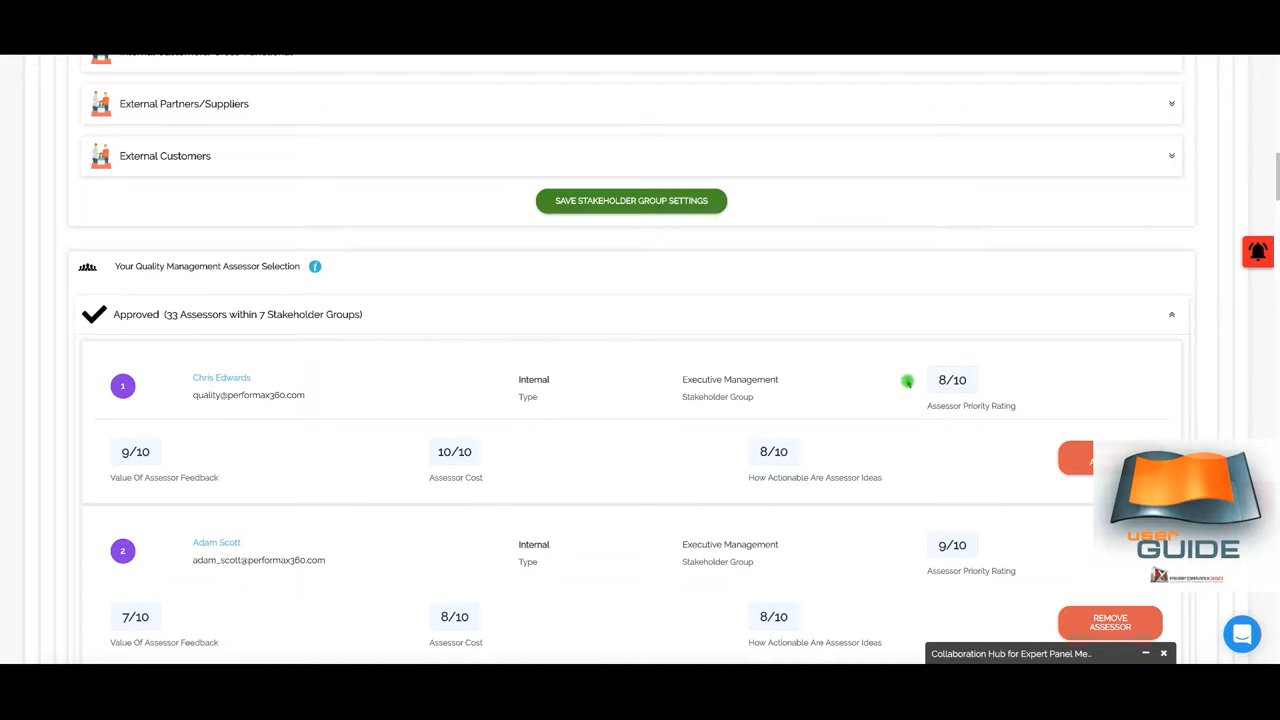 External Partners/Suppliers
External Customers
SAVE STAKEHOLDER GROUP SETTINGS
Your Quality Management Assessor Selection i
Approved (33 Assessors within 7 Stakeholder Groups)
1
Chris Edwards
quality@performax360.com
Internal
Type
Executive Management
Stakeholder Group
8/10
Assessor Priority Rating
9/10
Value Of Assessor Feedback
10/10
Assessor Cost
8/10
How Actionable Are Assessor Ideas
2
Adam Scott
adam_scott@performax360.com
Internal
Type
Executive Management
Stakeholder Group
9/10
Assessor Priority Rating
7/10
Value Of Assessor Feedback
8/10
Assessor Cost
8/10
How Actionable Are Assessor Ideas
REMOVE
ASSESSOR
user
GUIDE
PERFORMAX360
Collaboration Hub for Expert Panel Me...